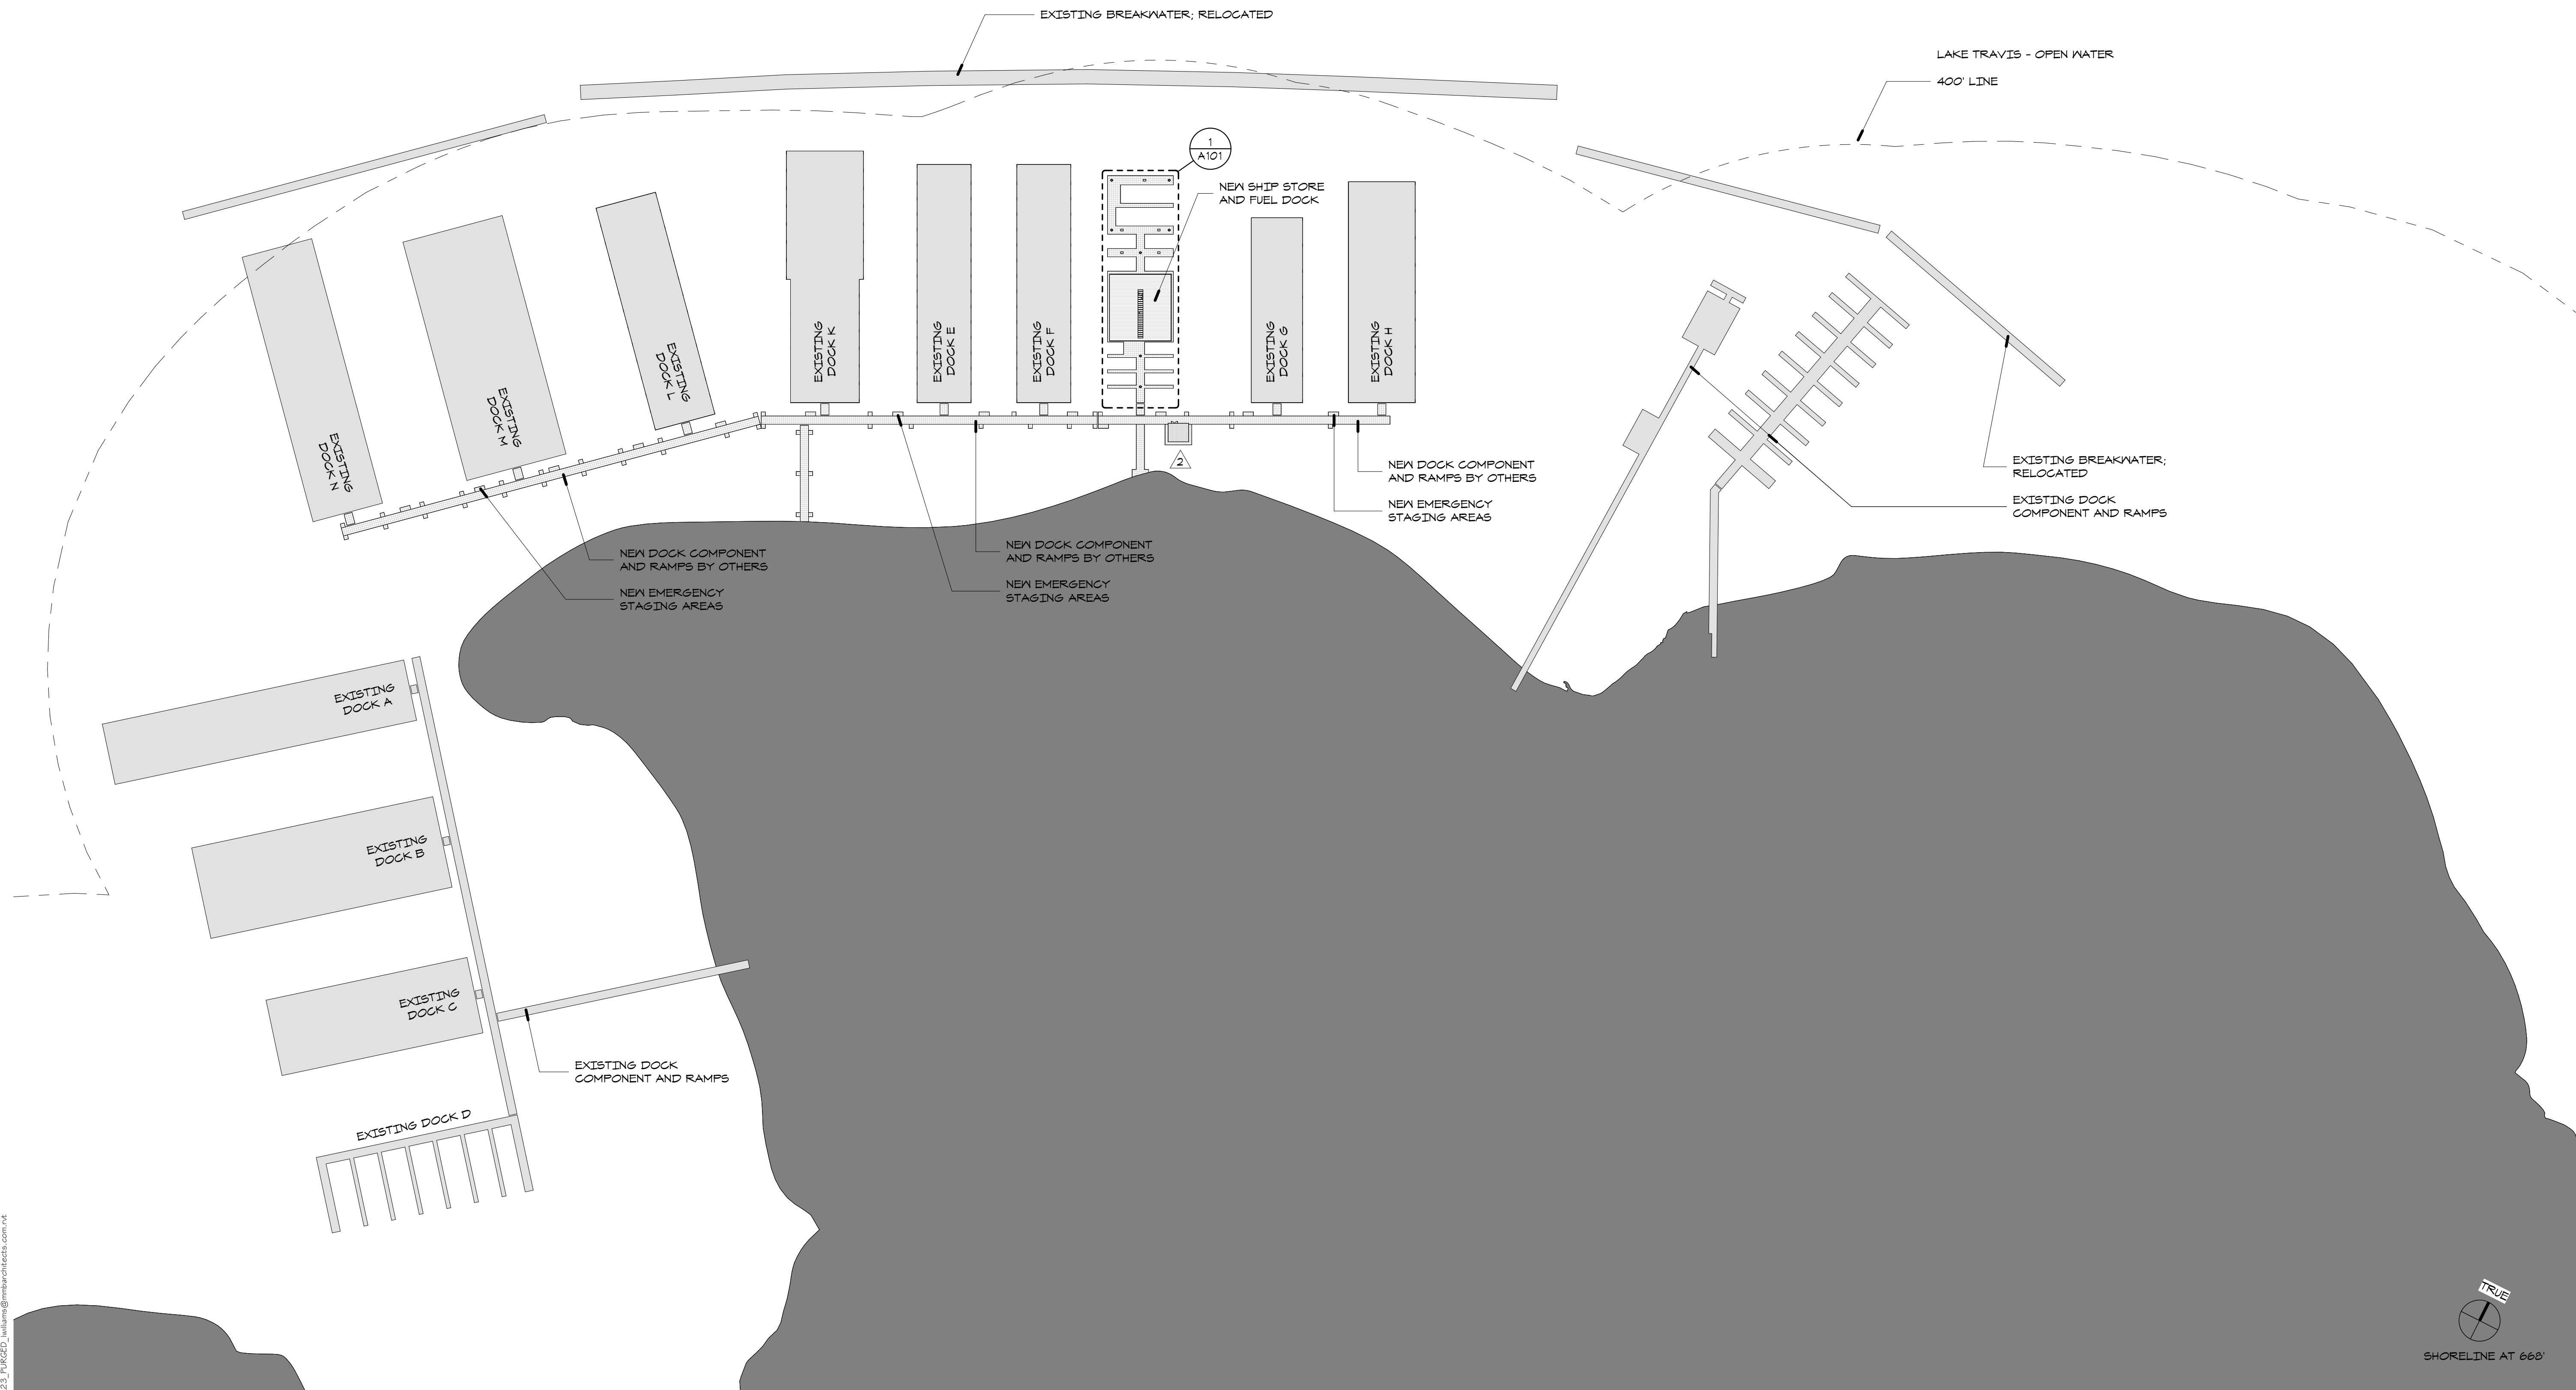 EXISTING BREAKWATER; RELOCATED
LAKE TRAVIS - OPEN WATER
400' LINE
1
A101
NEW SHIP STORE
AND FUEL DOCK
EXISTING
DOCK N
EXISTING
DOCK M
EXISTING
DOCK L
EXISTING
DOCK K
EXISTING
DOCK E
EXISTING
DOCK F
EXISTING
DOCK G
EXISTING
DOCK H
2
NEW DOCK COMPONENT
AND RAMPS BY OTHERS
NEW EMERGENCY
STAGING AREAS
NEW DOCK COMPONENT
AND RAMPS BY OTHERS
NEW EMERGENCY
STAGING AREAS
NEW DOCK COMPONENT
AND RAMPS BY OTHERS
NEW EMERGENCY
STAGING AREAS
EXISTING BREAKWATER;
RELOCATED
EXISTING DOCK
COMPONENT AND RAMPS
EXISTING
DOCK A
EXISTING
DOCK B
EXISTING
DOCK C
EXISTING DOCK
COMPONENT AND RAMPS
EXISTING DOCK D
23_PURGED_lwilliams@mmbarchitects.com.rvt
TRUE
SHORELINE AT 668'